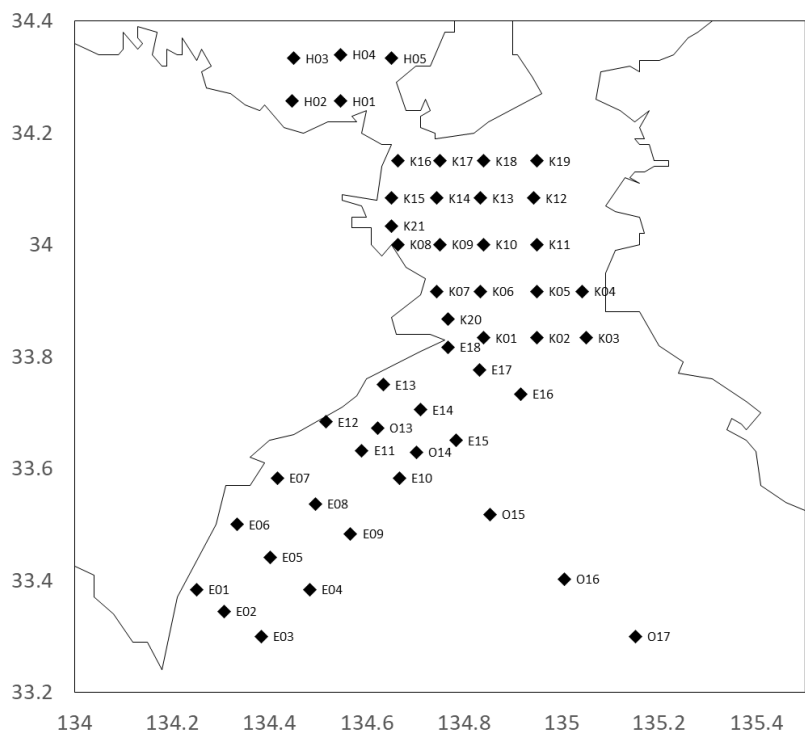 34.4
H03 H04 H05
H02 H01
34.2
K16 K17 K18 K19
K15 K14 K13 K12
K21
34
K08 K09 K10 K11
K07 K06 K05 K04
K20
K01 K02 K03
33.8
E18
E17
E13
E16
E14
E12
O13
E15
E11 O14
33.6
E07 E10
E08
O15
E06
E09
E05
O16
33.4
E01 E04
E02
E03 O17
33.2
134 134.2 134.4 134.6 134.8 135 135.2 135.4